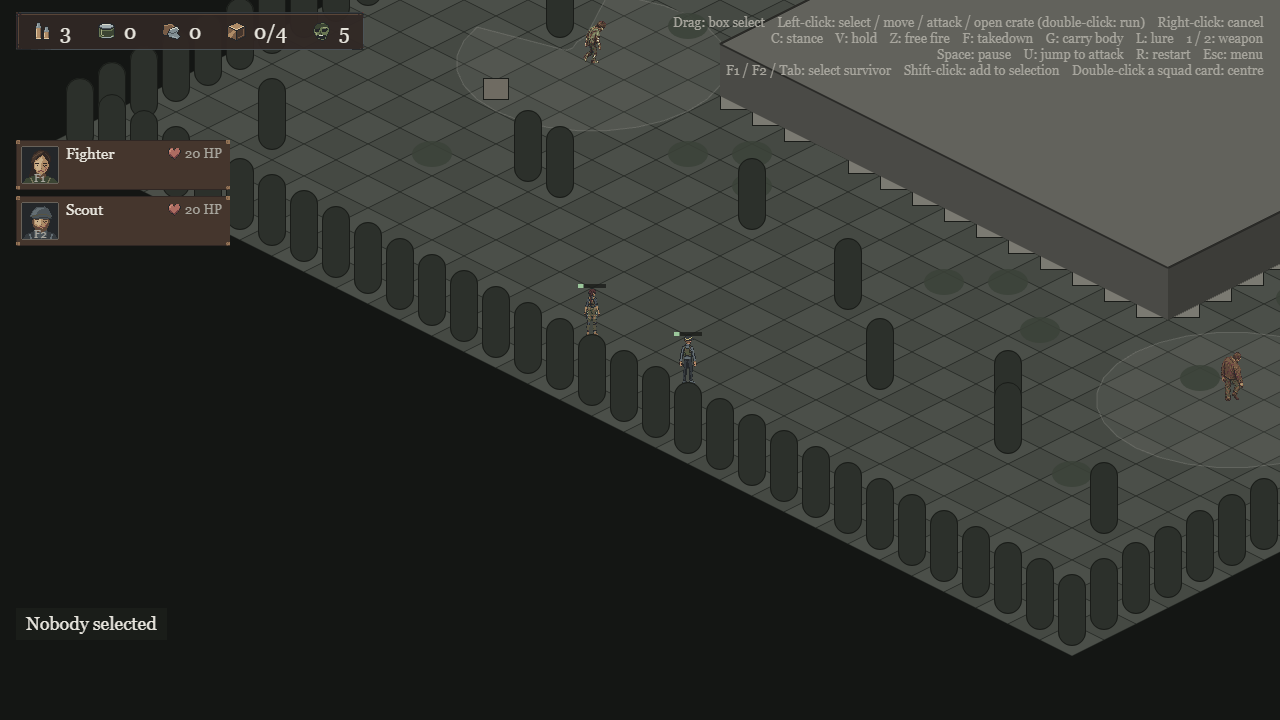 3 0 0 0/4 5
Drag: box select Left-click: select / move / attack / open crate (double-click: run) Right-click: cancel
C: stance V: hold Z: free fire F: takedown G: carry body L: lure 1 / 2: weapon
Space: pause U: jump to attack R: restart Esc: menu
F1 / F2 / Tab: select survivor Shift-click: add to selection Double-click a squad card: centre
Fighter 20 HP
F1
Scout 20 HP
F2
Nobody selected